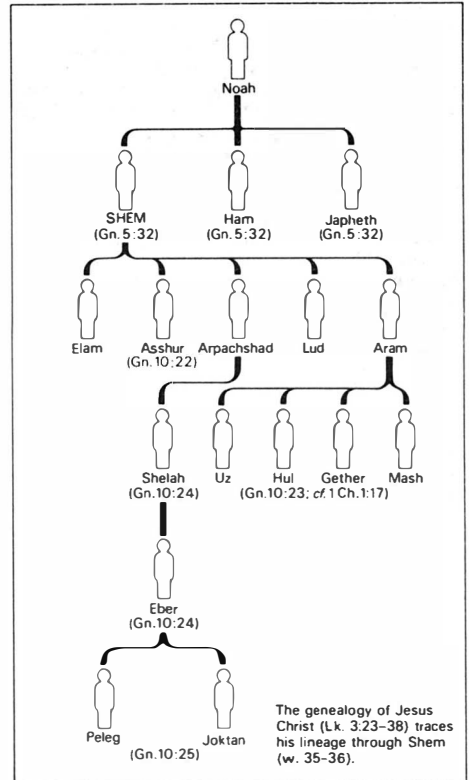 Noah
SHEM Ham Japheth
(Gn. 5:32) (Gn. 5:32) (Gn. 5:32)
Elam Asshur Arpachshad Lud Aram
(Gn. 10:22)
Shelah Uz Hul Gether Mash
(Gn. 10:24) (Gn. 10:23; cf. 1 Ch. 1:17)
Eber
(Gn. 10:24)
Peleg Joktan
(Gn. 10:25)
The genealogy of Jesus
Christ (Lk. 3:23–38) traces
his lineage through Shem
(vv. 35–36).